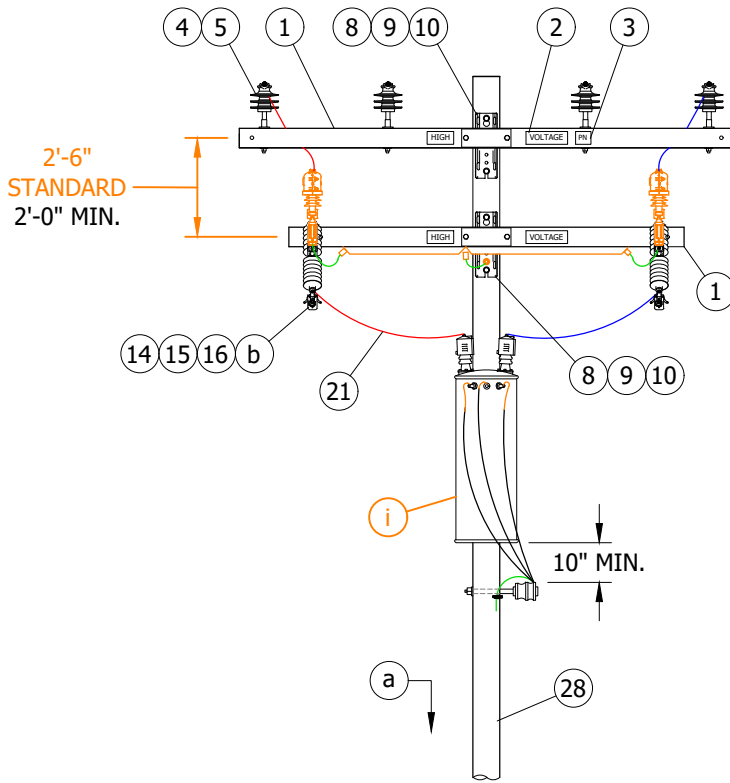 4 5 1 8 9 10 2 3
HIGH VOLTAGE PN
2'-6"
STANDARD
2'-0" MIN.
HIGH VOLTAGE
1
14 15 16 b
21
8 9 10
i
10" MIN.
a
28